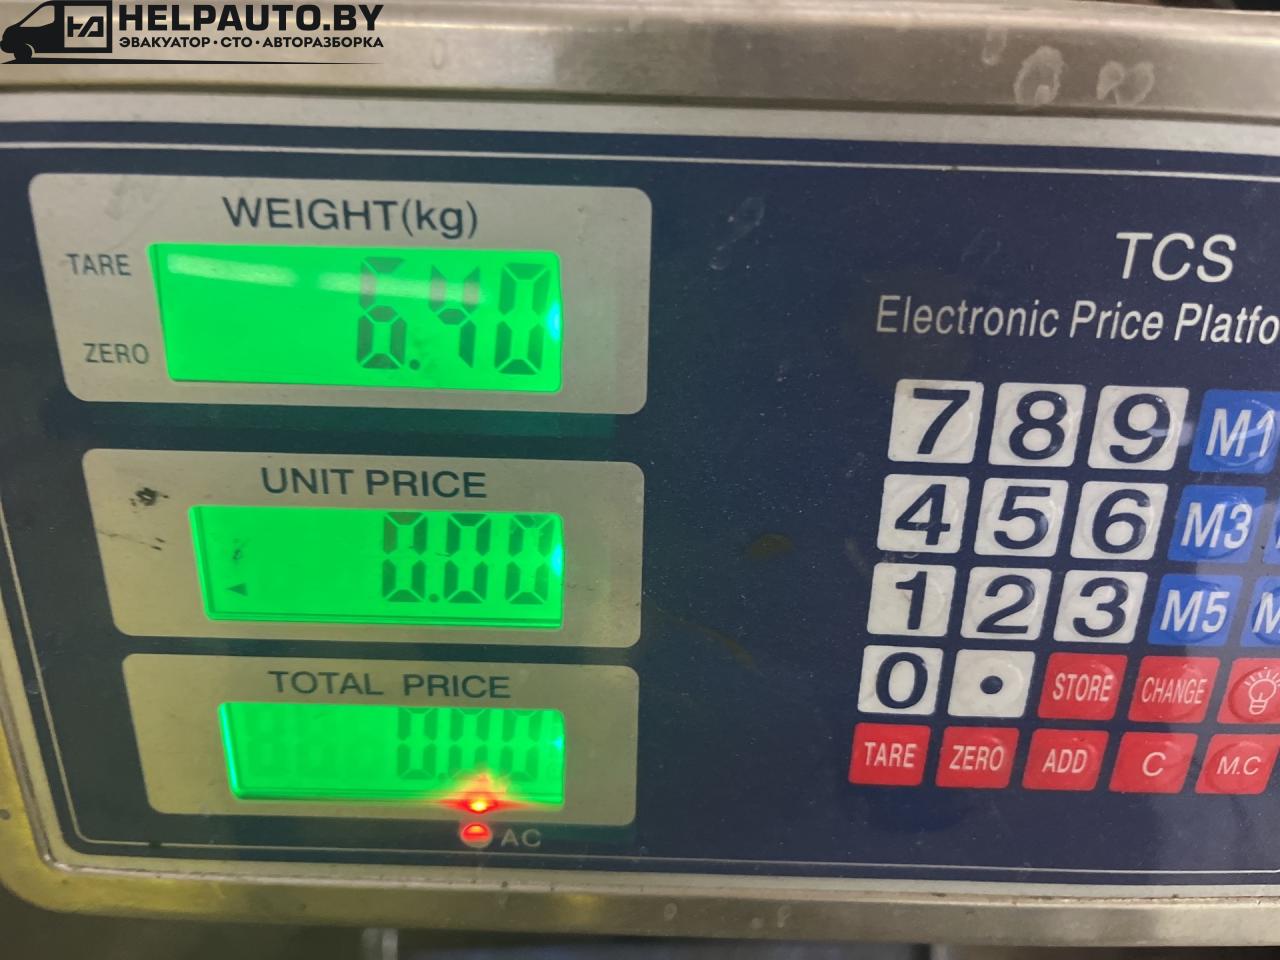 HELPAUTO.BY
ЭВАКУАТОР · СТО · АВТОРАЗБОРКА
WEIGHT(kg)
TARE
6.40
ZERO
UNIT PRICE
0.00
TOTAL PRICE
0.00
AC
TCS
Electronic Price Platfo
7 8 9 M1
4 5 6 M3
1 2 3 M5 M
0 . STORE CHANGE
TARE ZERO ADD C M.C